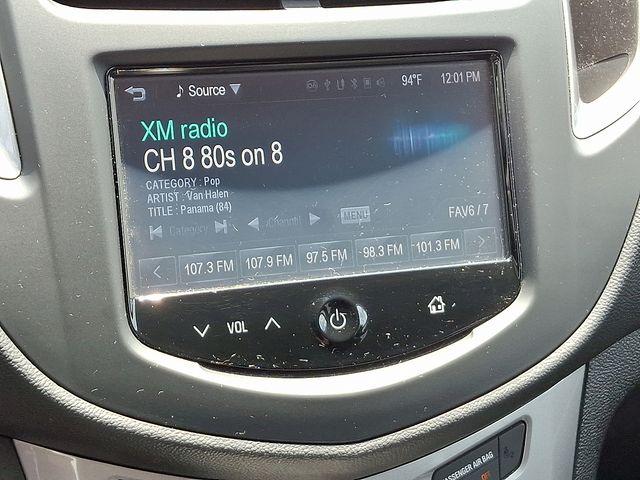 Source 94°F 12:01 PM
XM radio
CH 8 80s on 8
CATEGORY : Pop
ARTIST : Van Halen
TITLE : Panama (84)
Category Channel MENU FAV6 / 7
< 107.3 FM 107.9 FM 97.5 FM 98.3 FM 101.3 FM >
VOL
PASSENGER AIR BAG
OFF